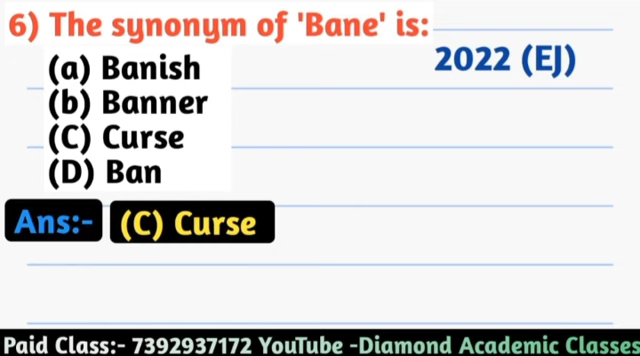 6) The synonym of 'Bane' is:
2022 (EJ)
(a) Banish
(b) Banner
(C) Curse
(D) Ban
Ans:- (C) Curse
Paid Class:- 7392937172 YouTube -Diamond Academic Classes